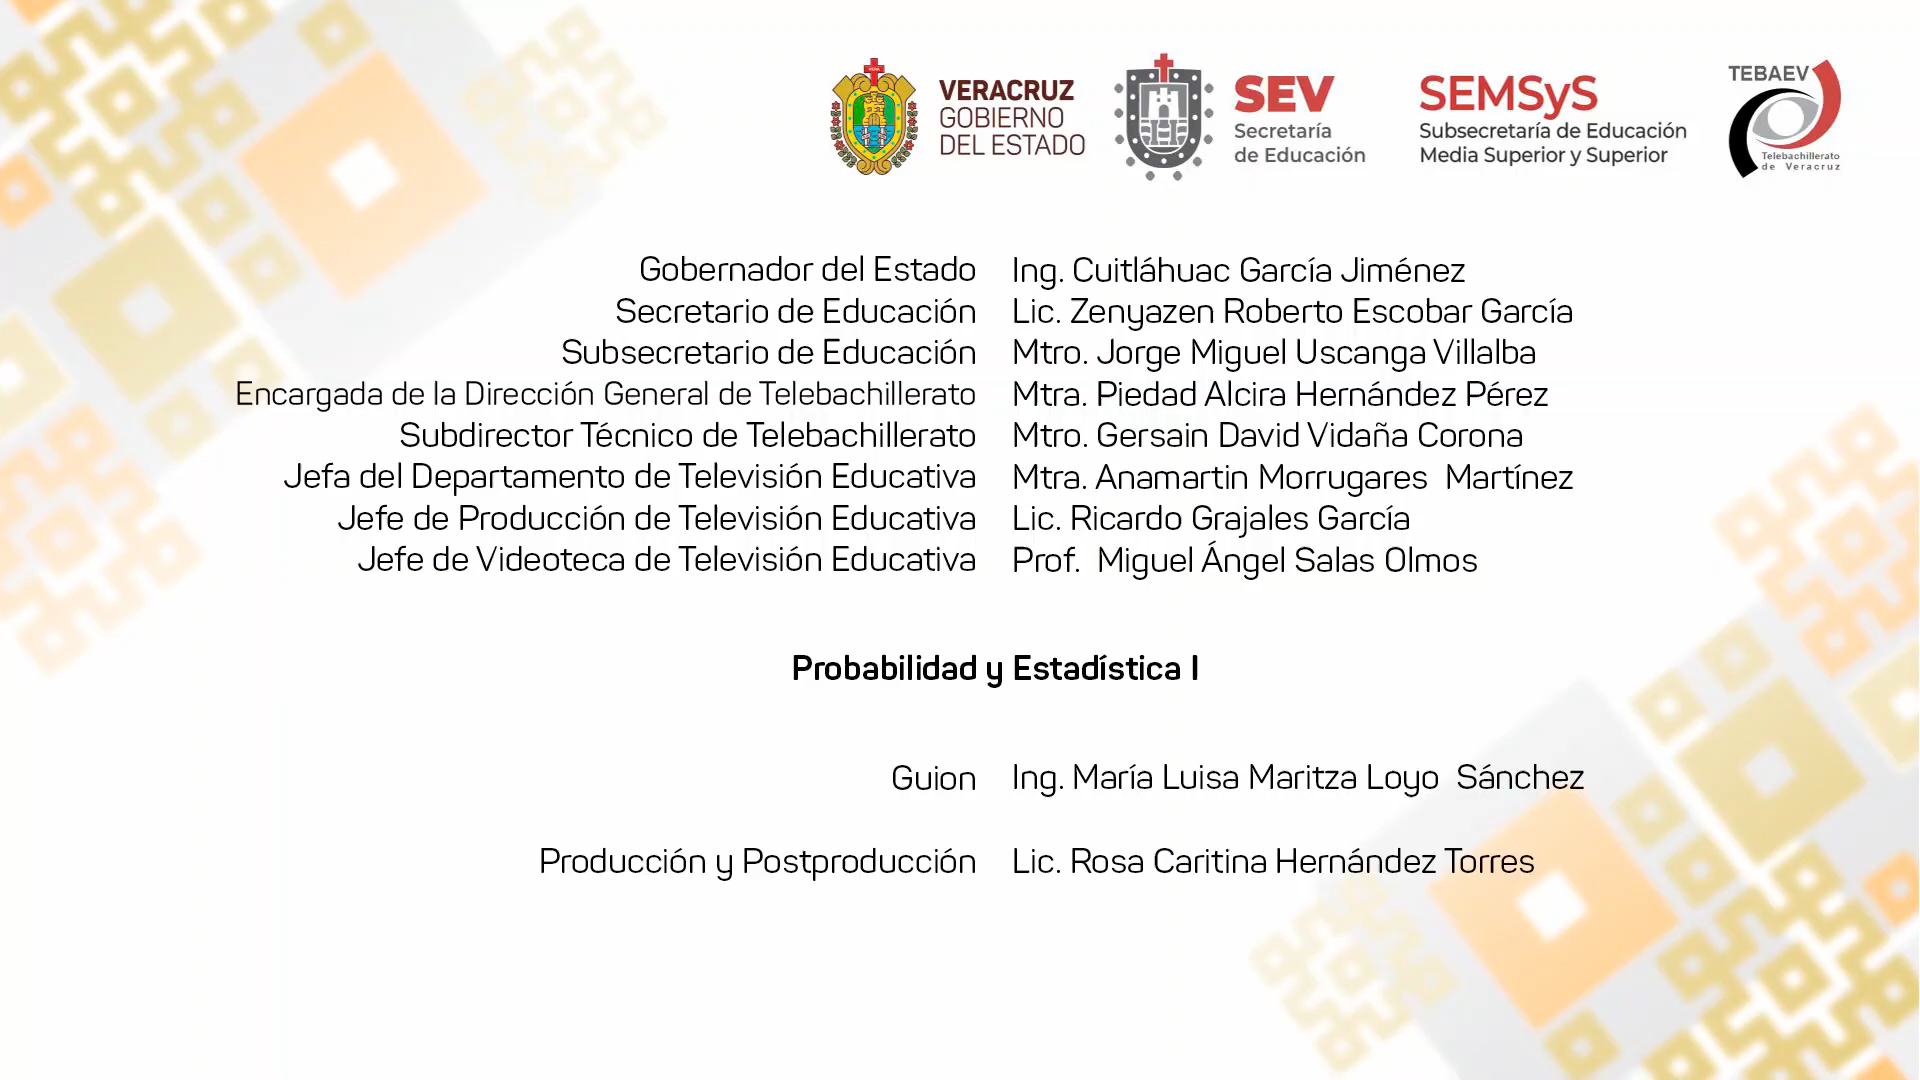 VERACRUZ
GOBIERNO
DEL ESTADO
SEV
Secretaría
de Educación
SEMSyS
Subsecretaría de Educación
Media Superior y Superior
TEBAEV
Telebachillerato
de Veracruz
Gobernador del Estado Ing. Cuitláhuac García Jiménez
Secretario de Educación Lic. Zenyazen Roberto Escobar García
Subsecretario de Educación Mtro. Jorge Miguel Uscanga Villalba
Encargada de la Dirección General de Telebachillerato Mtra. Piedad Alcira Hernández Pérez
Subdirector Técnico de Telebachillerato Mtro. Gersain David Vidaña Corona
Jefa del Departamento de Televisión Educativa Mtra. Anamartin Morrugares Martínez
Jefe de Producción de Televisión Educativa Lic. Ricardo Grajales García
Jefe de Videoteca de Televisión Educativa Prof. Miguel Ángel Salas Olmos
Probabilidad y Estadística I
Guion Ing. María Luisa Maritza Loyo Sánchez
Producción y Postproducción Lic. Rosa Caritina Hernández Torres